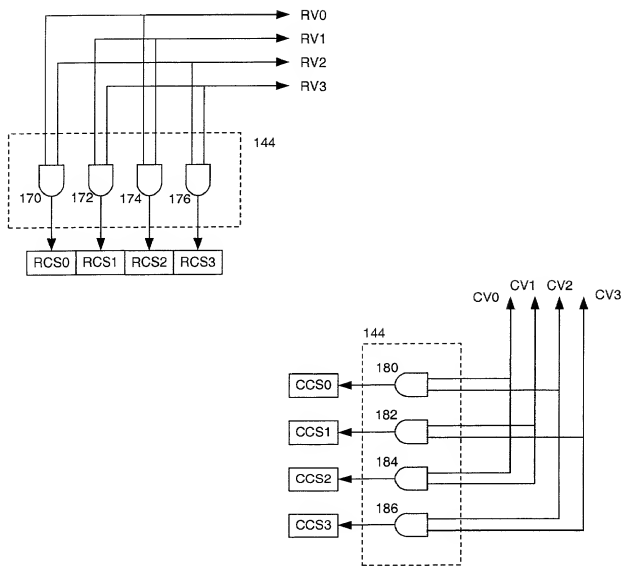 RV0
RV1
RV2
RV3
144
170 172 174 176
RCS0 RCS1 RCS2 RCS3
CV0 CV1 CV2 CV3
144
180
CCS0
182
CCS1
184
CCS2
186
CCS3